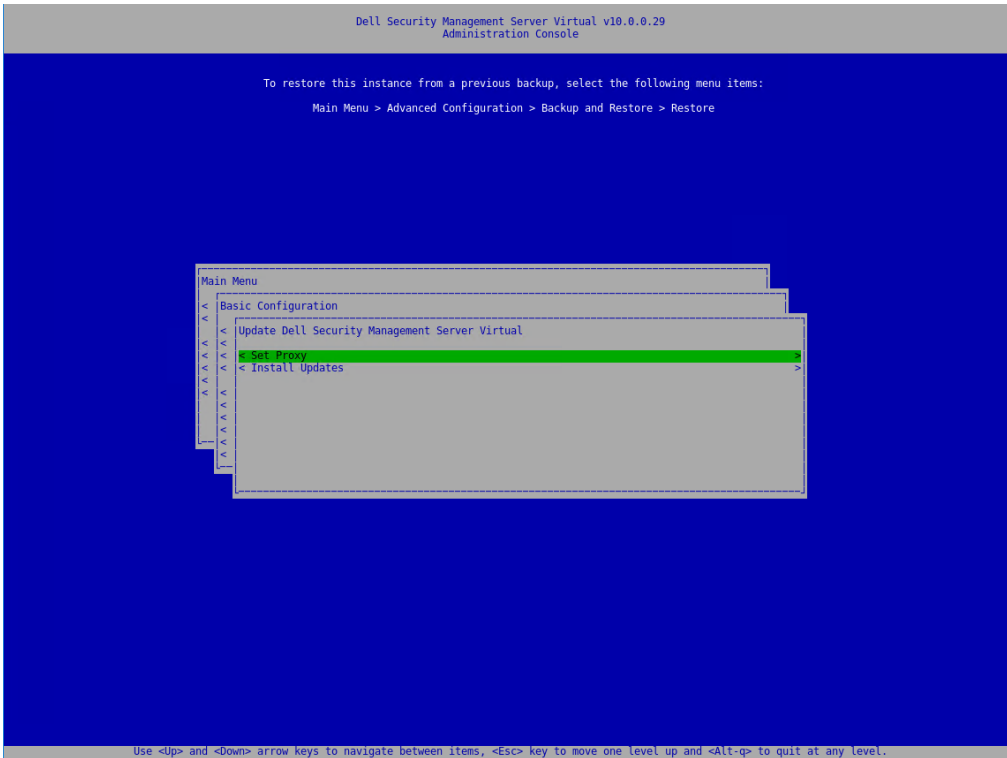 Dell Security Management Server Virtual v10.0.0.29
Administration Console
To restore this instance from a previous backup, select the following menu items:
Main Menu > Advanced Configuration > Backup and Restore > Restore
Main Menu
< Basic Configuration
<
< Update Dell Security Management Server Virtual
< <
< < < Set Proxy >
< < < Install Updates >
<
< <
<
<
<
<
<
Use <Up> and <Down> arrow keys to navigate between items, <Esc> key to move one level up and <Alt-q> to quit at any level.